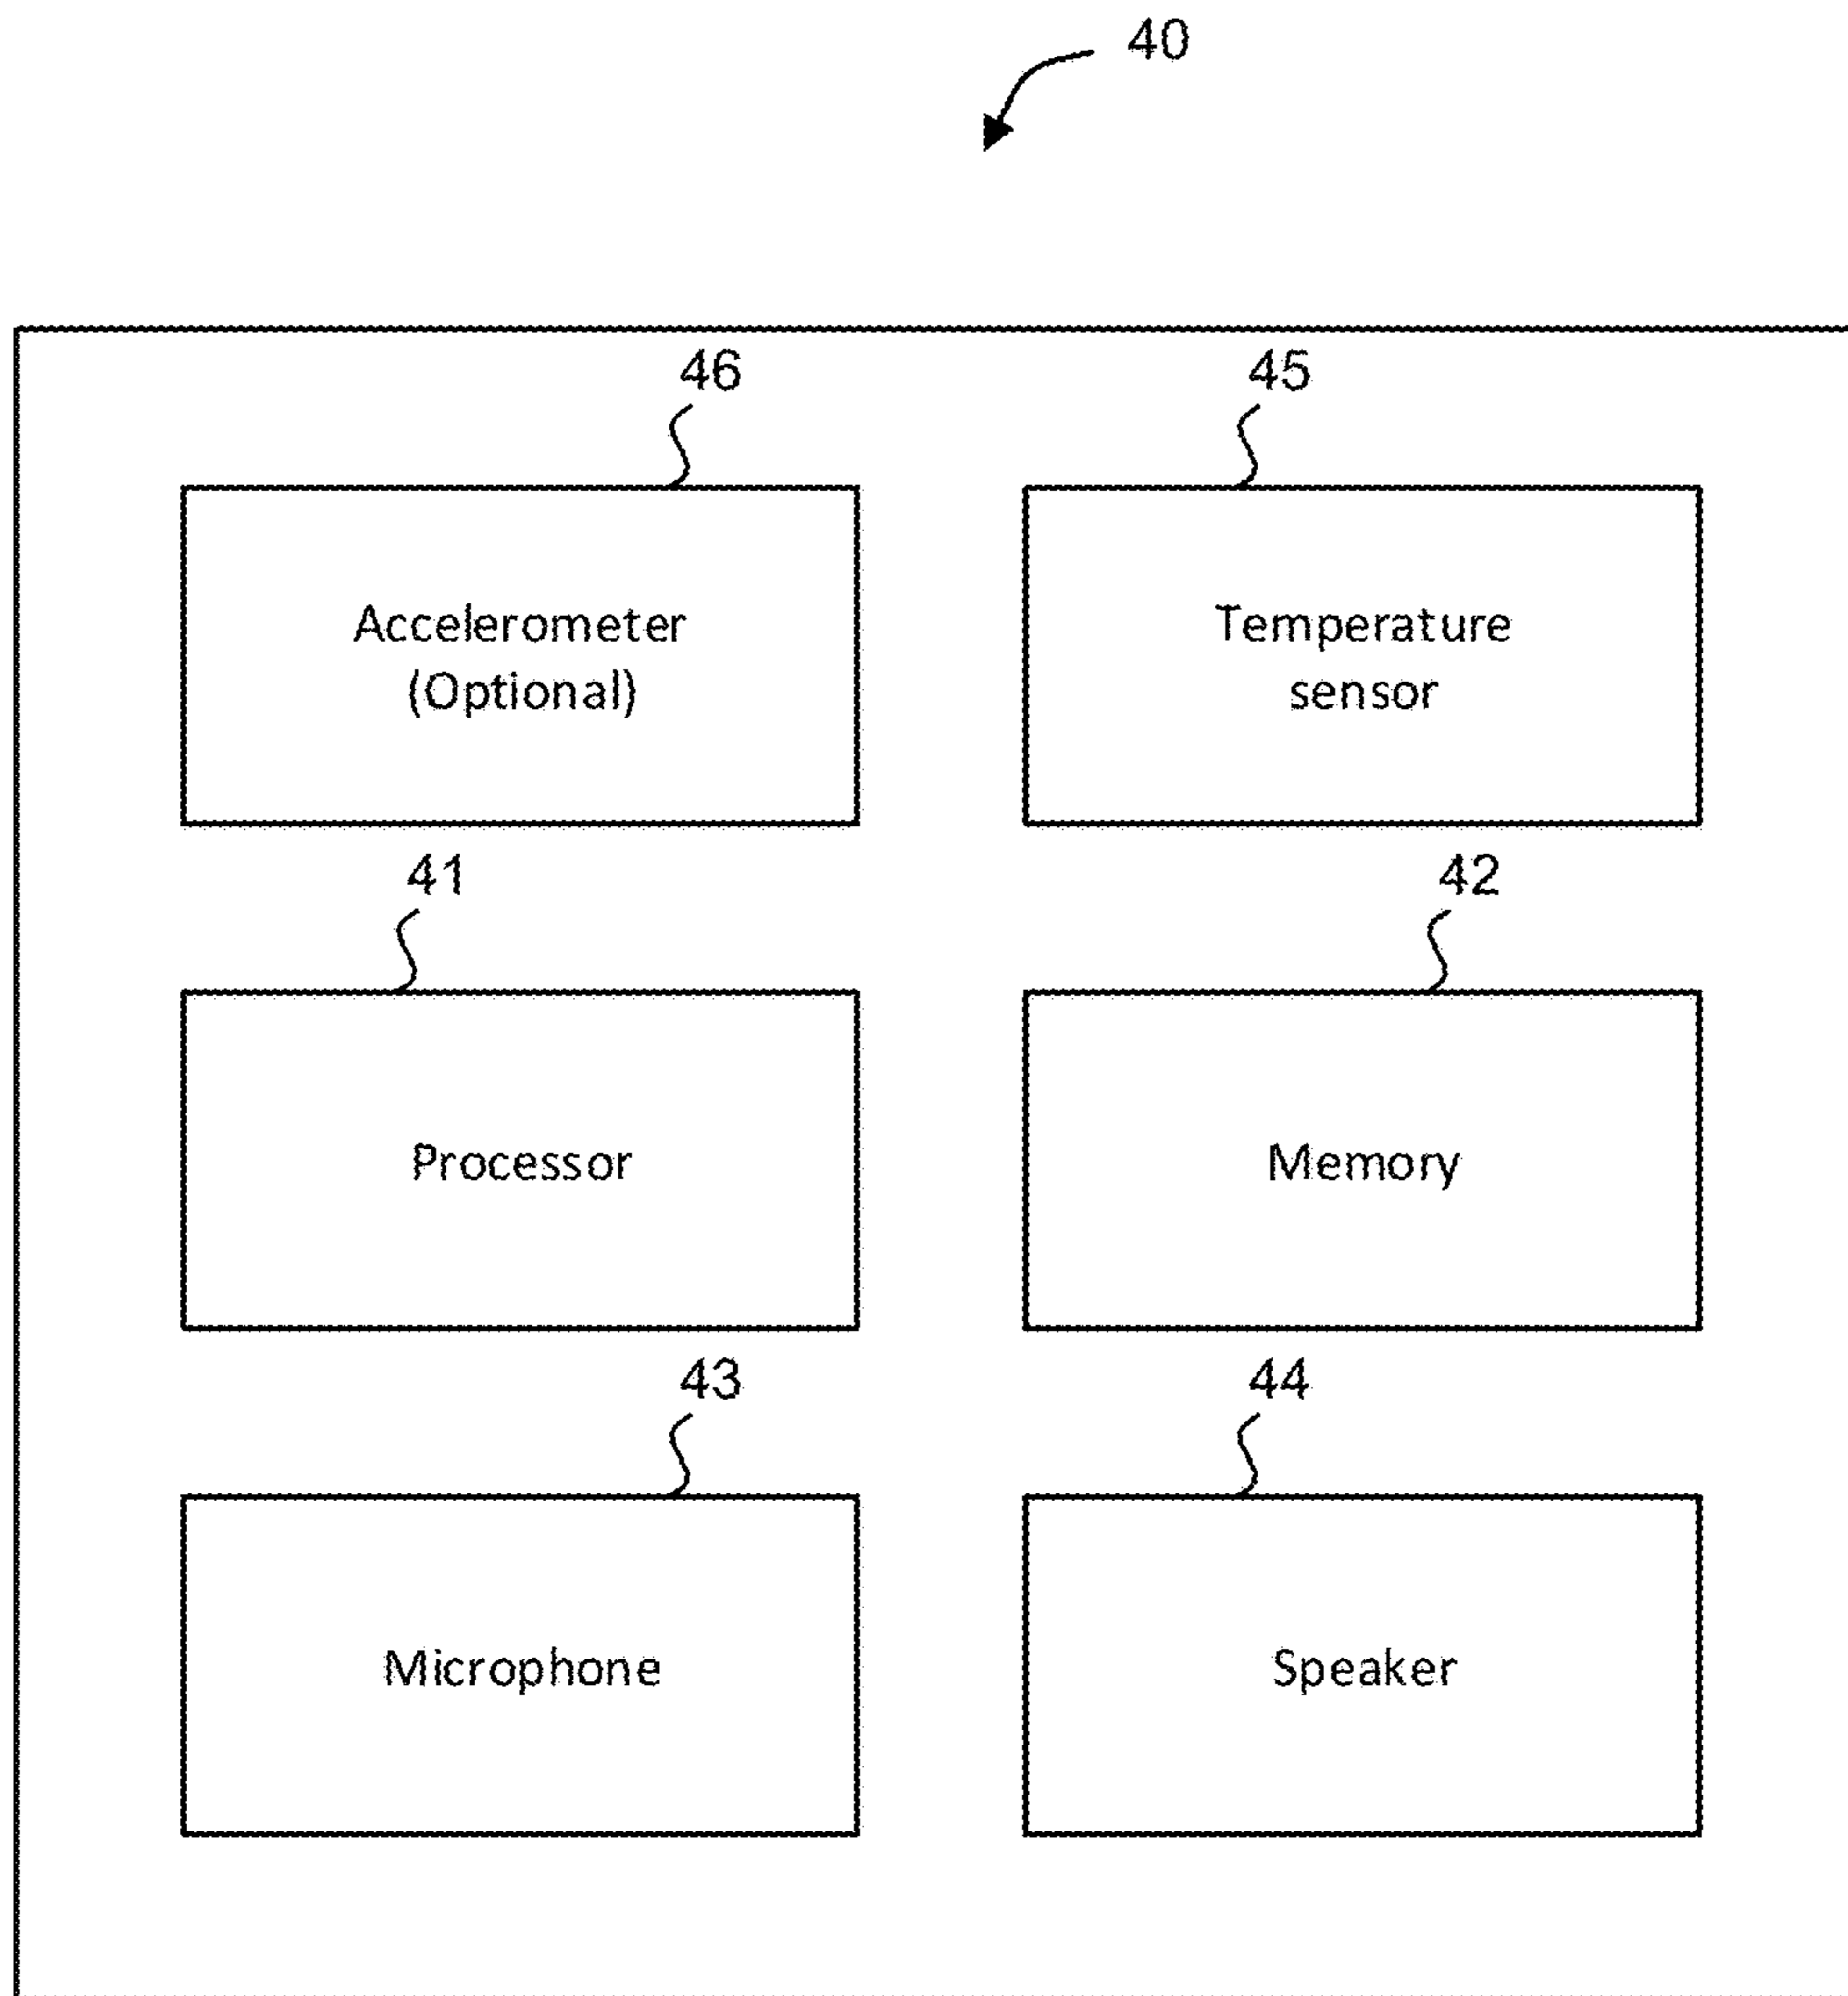 40
46
45
Accelerometer
(Optional)
Temperature
sensor
41
42
Processor
Memory
43
44
Microphone
Speaker